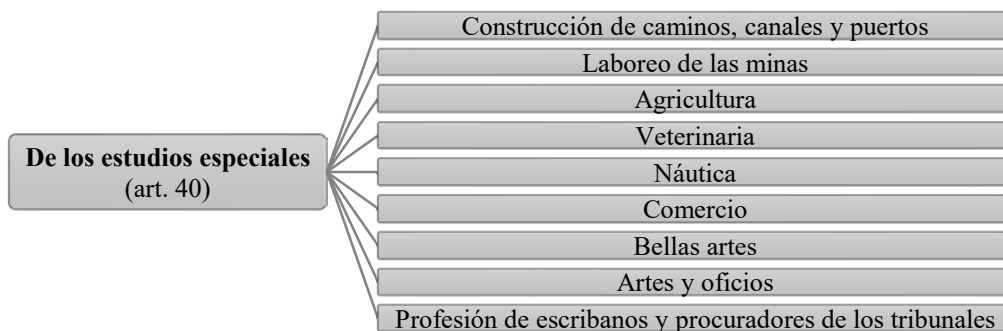 De los estudios especiales
(art. 40)
Construcción de caminos, canales y puertos
Laboreo de las minas
Agricultura
Veterinaria
Náutica
Comercio
Bellas artes
Artes y oficios
Profesión de escribanos y procuradores de los tribunales